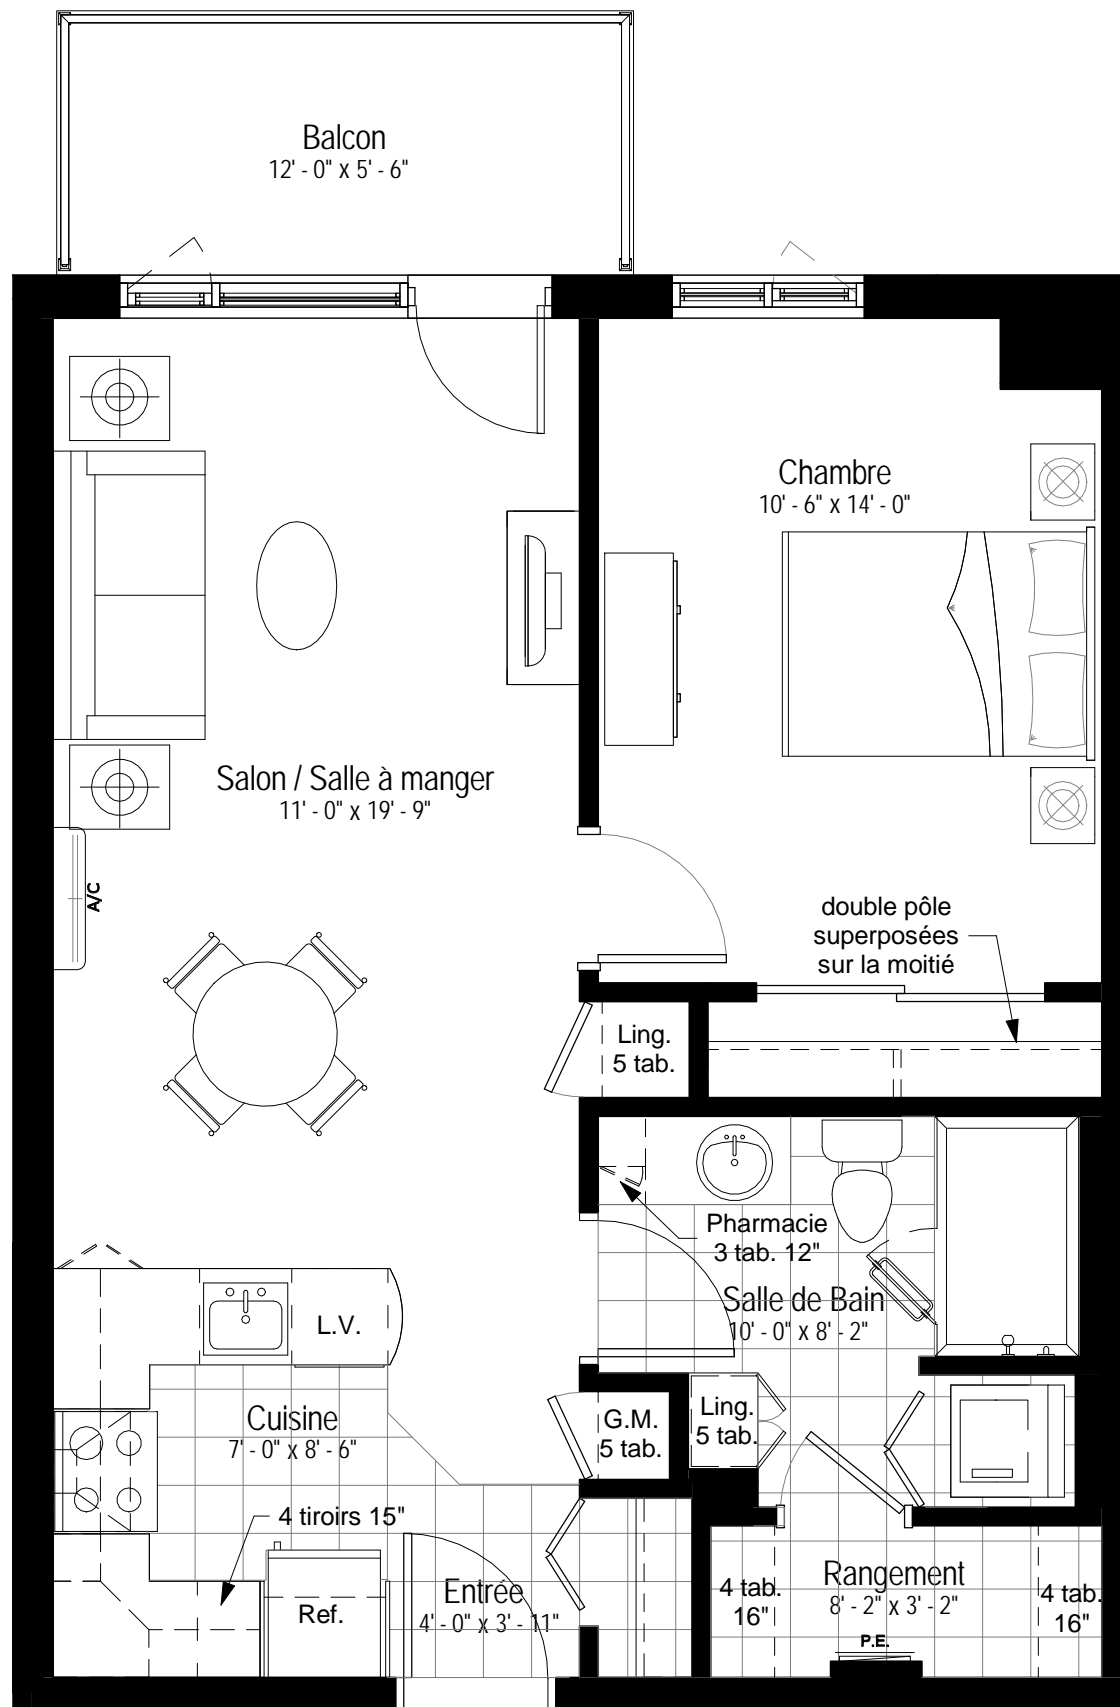 Balcon
12' - 0" x 5' - 6"
Chambre
10' - 6" x 14' - 0"
Salon / Salle à manger
11' - 0" x 19' - 9"
A/C
double pôle
superposées
sur la moitié
Ling.
5 tab.
Pharmacie
3 tab. 12"
Salle de Bain
10' - 0" x 8' - 2"
L.V.
Cuisine
7' - 0" x 8' - 6"
G.M.
5 tab.
Ling.
5 tab.
4 tiroirs 15"
Ref.
Entrée
4' - 0" x 3' - 11"
Rangement
8' - 2" x 3' - 2"
4 tab.
16"
4 tab.
16"
P.E.